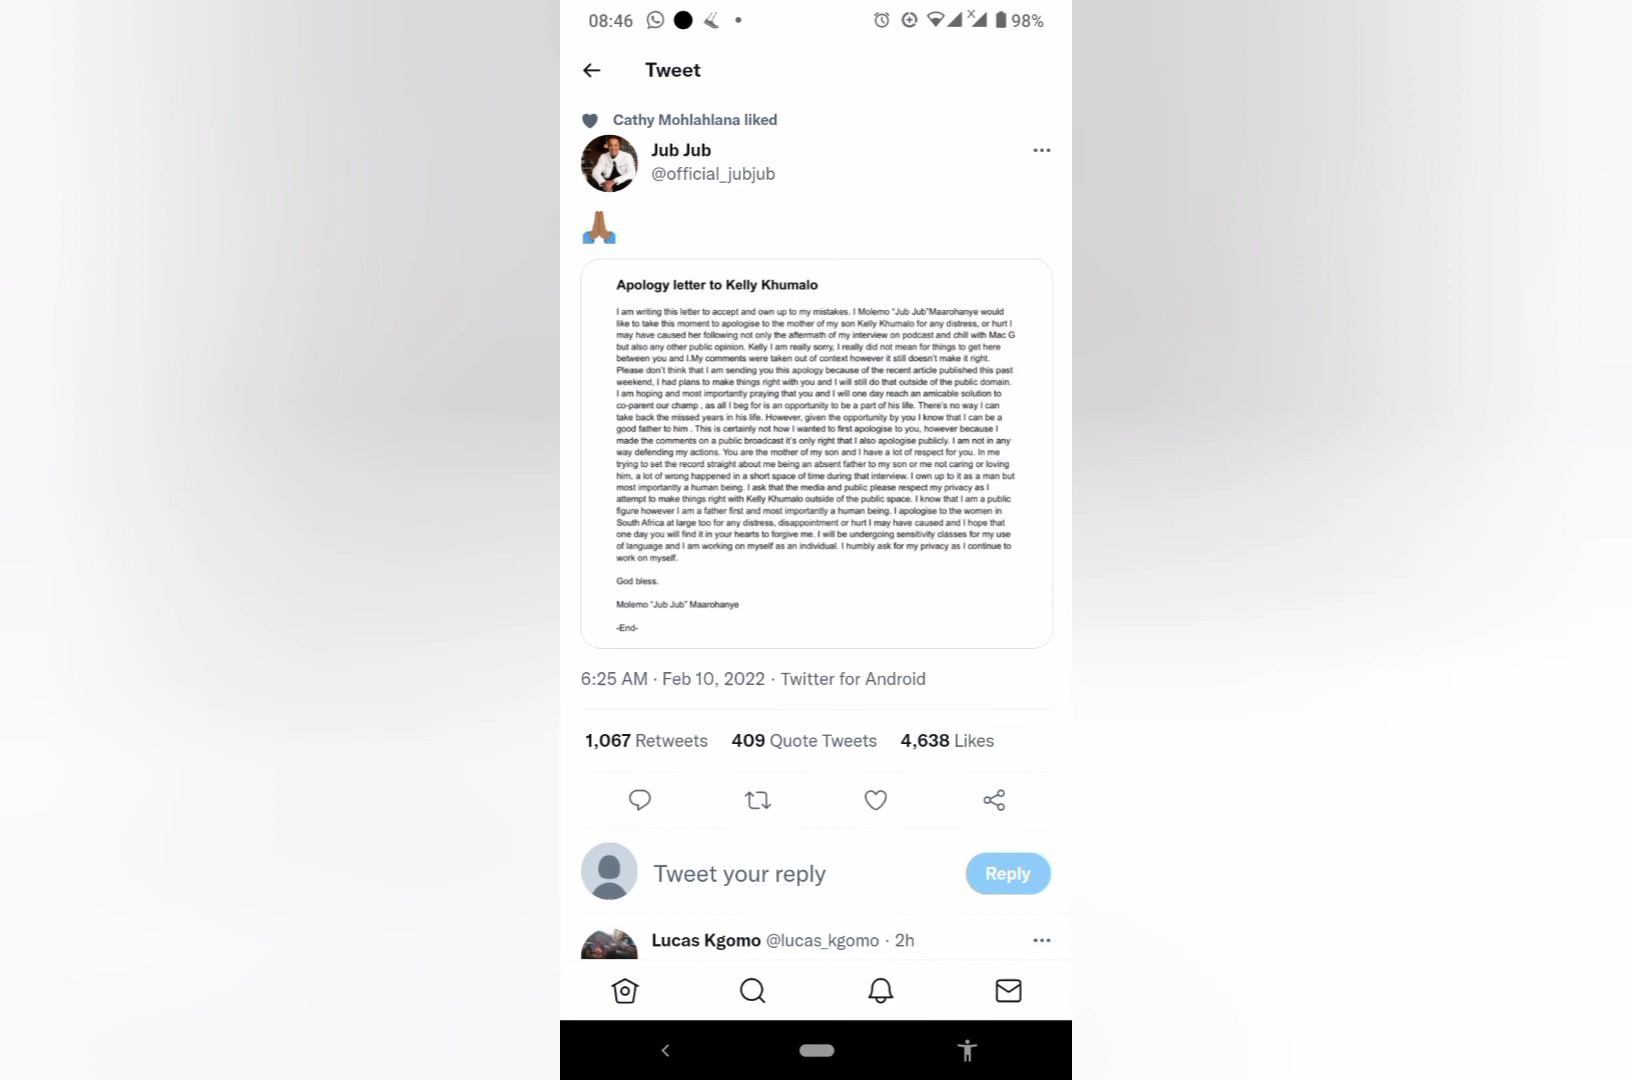 08:46
98%
Tweet
Cathy Mohlahlana liked
Jub Jub
@official_jubjub
Apology letter to Kelly Khumalo
I am writing this letter to accept and own up to my mistakes. I Molemo “Jub Jub”Maarohanye would
like to take this moment to apologise to the mother of my son Kelly Khumalo for any distress, or hurt I
may have caused her following not only the aftermath of my interview on podcast and chill with Mac G
but also any other public opinion. Kelly I am really sorry, I really did not mean for things to get here
between you and I.My comments were taken out of context however it still doesn't make it right.
Please don't think that I am sending you this apology because of the recent article published this past
weekend, I had plans to make things right with you and I will still do that outside of the public domain.
I am hoping and most importantly praying that you and I will one day reach an amicable solution to
co-parent our champ , as all I beg for is an opportunity to be a part of his life. There's no way I can
take back the missed years in his life. However, given the opportunity by you I know that I can be a
good father to him . This is certainly not how I wanted to first apologise to you, however because I
made the comments on a public broadcast it's only right that I also apologise publicly. I am not in any
way defending my actions. You are the mother of my son and I have a lot of respect for you. In me
trying to set the record straight about me being an absent father to my son or me not caring or loving
him, a lot of wrong happened in a short space of time during that interview. I own up to it as a man but
most importantly a human being. I ask that the media and public please respect my privacy as I
attempt to make things right with Kelly Khumalo outside of the public space. I know that I am a public
figure however I am a father first and most importantly a human being. I apologise to the women in
South Africa at large too for any distress, disappointment or hurt I may have caused and I hope that
one day you will find it in your hearts to forgive me. I will be undergoing sensitivity classes for my use
of language and I am working on myself as an individual. I humbly ask for my privacy as I continue to
work on myself.
God bless.
Molemo “Jub Jub” Maarohanye
-End-
6:25 AM · Feb 10, 2022 · Twitter for Android
1,067 Retweets 409 Quote Tweets 4,638 Likes
Tweet your reply
Reply
Lucas Kgomo @lucas_kgomo · 2h